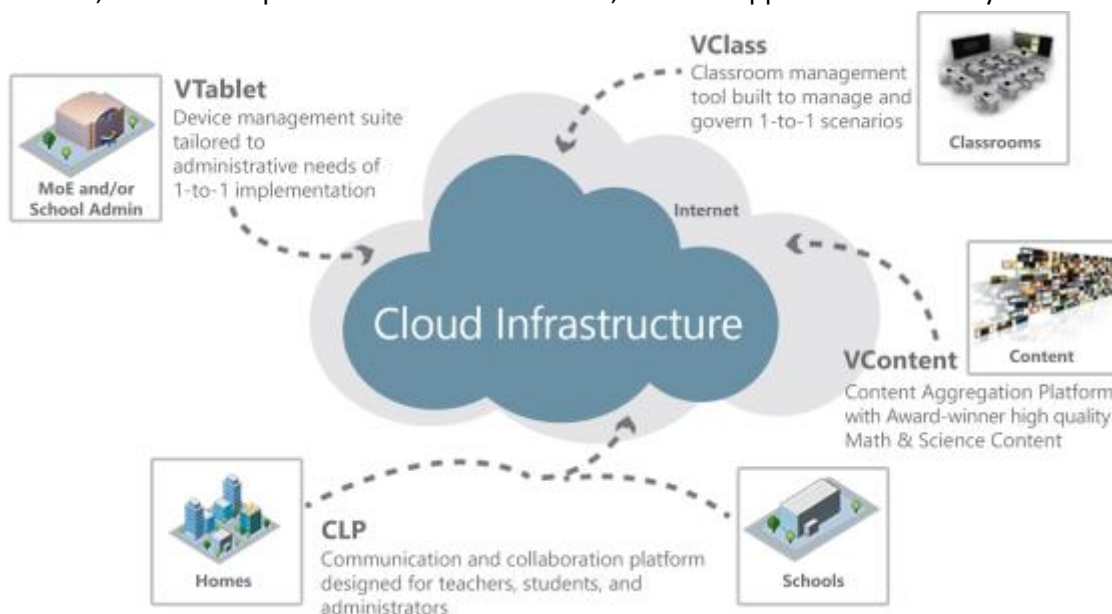 VTablet
Device management suite
tailored to
administrative needs of
1-to-1 implementation
MoE and/or
School Admin
VClass
Classroom management
tool built to manage and
govern 1-to-1 scenarios
Classrooms
Internet
Cloud Infrastructure
VContent
Content
Content Aggregation Platform
with Award-winner high quality
Math & Science Content
Homes
CLP
Communication and collaboration platform
designed for teachers, students, and
administrators
Schools